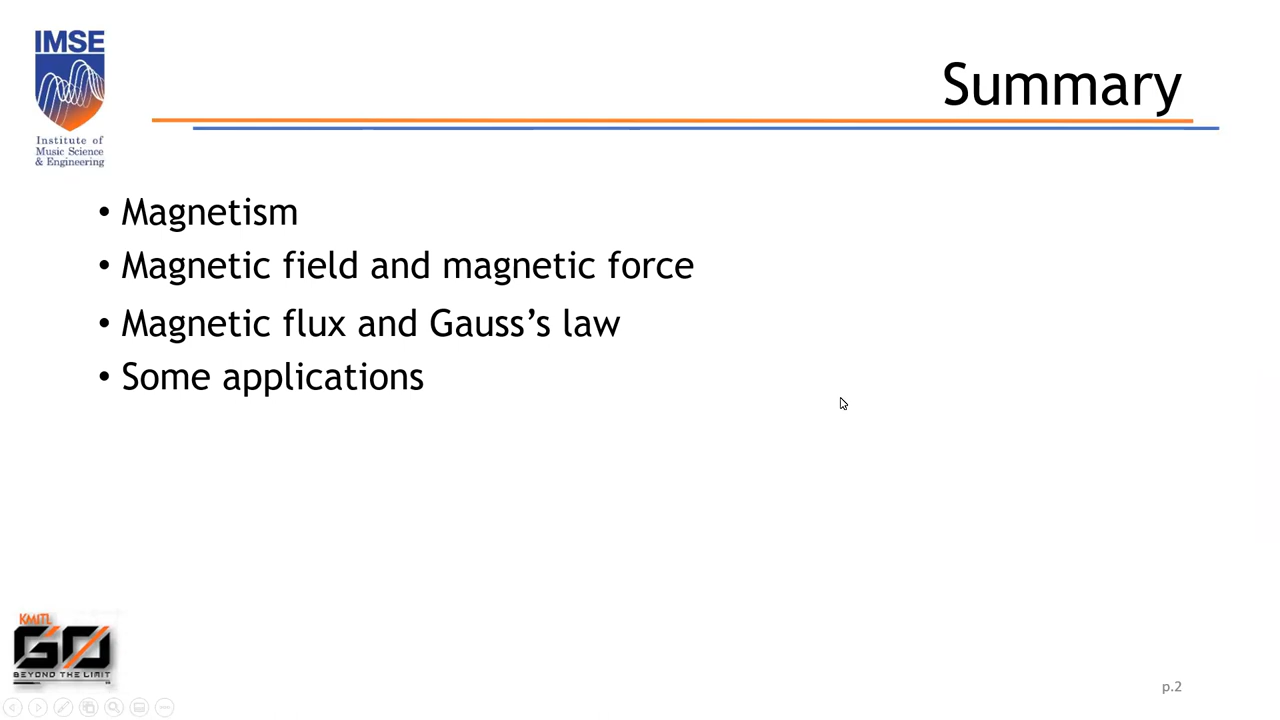 IMSE
Institute of
Music Science
& Engineering
Summary
• Magnetism
• Magnetic field and magnetic force
• Magnetic flux and Gauss’s law
• Some applications
KMITL
GO
BEYOND THE LIMIT
p.2